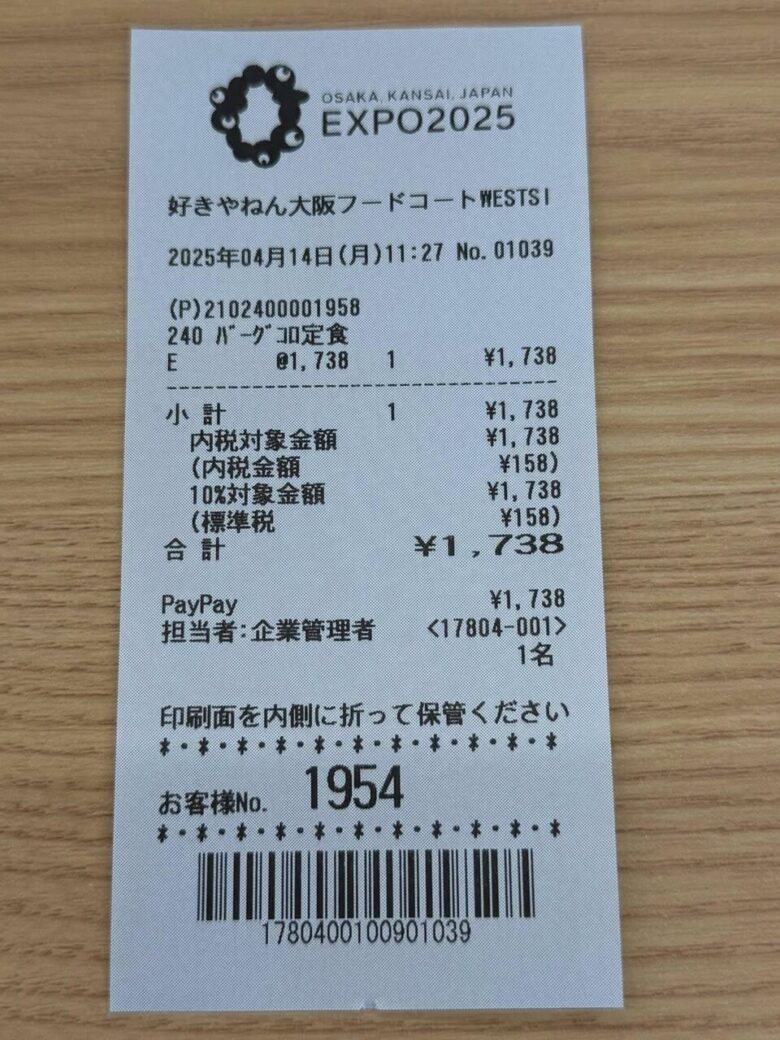 OSAKA, KANSAI, JAPAN
EXPO2025
好きやねん大阪フードコートWESTSI
2025年04月14日(月)11:27 No.01039
(P)2102400001958
240 ﾊﾞｰｸﾞｺﾛ定食
E @1,738 1 ¥1,738
小 計 1 ¥1,738
内税対象金額 ¥1,738
(内税金額 ¥158)
10%対象金額 ¥1,738
(標準税 ¥158)
合 計 ¥1,738
PayPay ¥1,738
担当者:企業管理者 <17804-001>
1名
印刷面を内側に折って保管ください
*・*・*・*・*・*・*・*・*・*・*
お客様No. 1954
*・*・*・*・*・*・*・*・*・*・*
1780400100901039